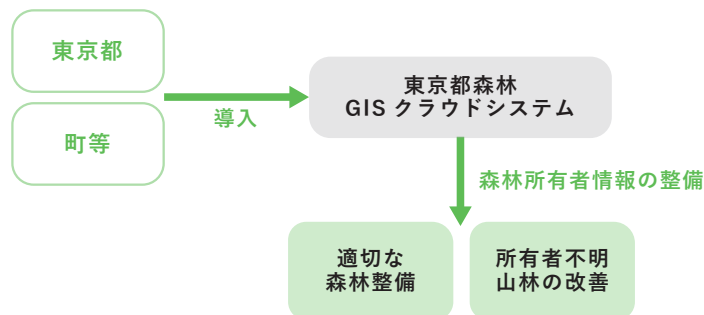 東京都
町等
導入
東京都森林
GIS クラウドシステム
森林所有者情報の整備
適切な
森林整備
所有者不明
山林の改善